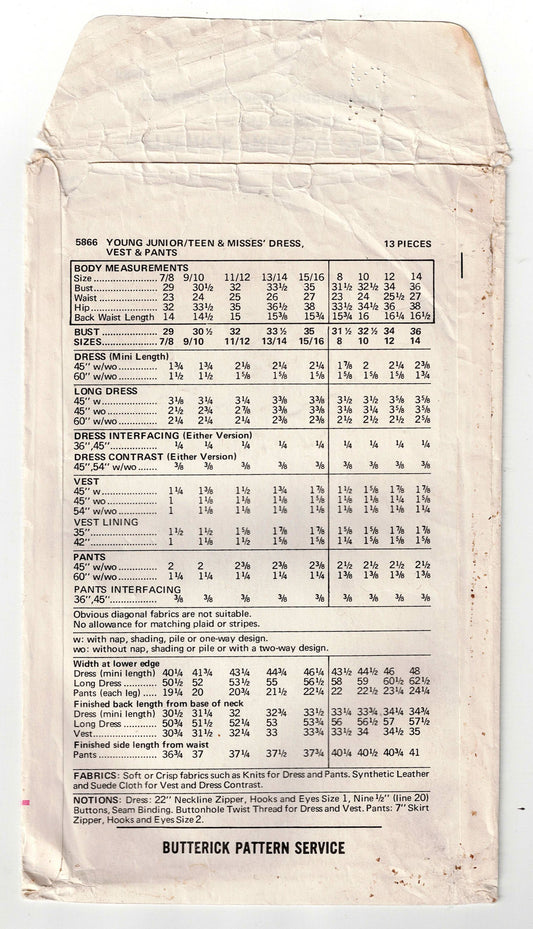 5866 YOUNG JUNIOR/TEEN & MISSES' DRESS, 13 PIECES
VEST & PANTS
BODY MEASUREMENTS
Size 7/8 9/10 11/12 13/14 15/16 8 10 12 14
Bust 29 30½ 32 33½ 35 31½ 32½ 34 36
Waist 23 24 25 26 27 23 24 25½ 27
Hip 32 33½ 35 36½ 38 33½ 34½ 36 38
Back Waist Length 14 14½ 15 15⅜ 15¾ 15¾ 16 16¼ 16½
BUST 29 30½ 32 33½ 35 31½ 32½ 34 36
SIZES 7/8 9/10 11/12 13/14 15/16 8 10 12 14
DRESS (Mini Length)
45" w/wo 1¾ 1¾ 2⅛ 2¼ 2¼ 1⅞ 2 2¼ 2⅜
60" w/wo 1½ 1½ 1⅝ 1⅝ 1⅝ 1⅝ 1⅝ 1⅝ 1¾
LONG DRESS
45" w 3⅛ 3¼ 3¼ 3⅜ 3⅜ 3½ 3½ 3⅝ 3⅝
45" wo 2½ 2¾ 2⅞ 3⅜ 3⅜ 3⅛ 3¼ 3⅝ 3⅝
60" w/wo 2¼ 2¼ 2¼ 2⅜ 2⅜ 2½ 2½ 2½ 2⅝
DRESS INTERFACING (Either Version)
36",45" ¼ ¼ ¼ ¼ ¼ ¼ ¼ ¼ ¼
DRESS CONTRAST (Either Version)
45",54" w/wo ⅜ ⅜ ⅜ ⅜ ⅜ ⅜ ⅜ ⅜ ⅜
VEST
45" w 1¼ 1⅜ 1½ 1¾ 1⅞ 1½ 1⅝ 1⅞ 1⅞
45" wo 1 1⅛ 1⅛ 1⅝ 1⅝ 1⅛ 1⅛ 1¼ 1⅝
54" w/wo 1 1⅛ 1⅛ 1⅛ 1⅛ 1⅛ 1⅛ 1⅛ 1¼
VEST LINING
35" 1½ 1½ 1⅝ 1⅞ 1⅞ 1⅝ 1⅝ 1⅞ 1⅞
42" 1 1⅛ 1½ 1⅝ 1⅝ 1¼ 1⅝ 1⅝ 1⅝
PANTS
45" w/wo 2 2 2⅜ 2⅜ 2⅜ 2½ 2½ 2½ 2½
60" w/wo 1¼ 1¼ 1¼ 1¼ 1¼ 1⅜ 1⅜ 1⅜ 1⅜
PANTS INTERFACING
36",45" ⅜ ⅜ ⅜ ⅜ ⅜ ⅜ ⅜ ⅜ ⅜
Obvious diagonal fabrics are not suitable.
No allowance for matching plaid or stripes.
w: with nap, shading, pile or one-way design.
wo: without nap, shading or pile or with a two-way design.
Width at lower edge
Dress (mini length) 40¼ 41¾ 43¼ 44¾ 46¼ 43½ 44½ 46 48
Long Dress 50½ 52 53½ 55 56½ 58 59 60½ 62½
Pants (each leg) 19¼ 20 20¾ 21½ 22¼ 22 22½ 23¼ 24¼
Finished back length from base of neck
Dress (mini length) 30½ 31¼ 32 32¾ 33½ 33¼ 33¾ 34¼ 34¾
Long Dress 50¾ 51½ 52¼ 53 53¾ 56 56½ 57 57½
Vest 30¾ 31½ 32¼ 33 33¾ 33½ 34 34½ 35
Finished side length from waist
Pants 36¾ 37 37¼ 37½ 37¾ 40¼ 40½ 40¾ 41
FABRICS: Soft or Crisp fabrics such as Knits for Dress and Pants. Synthetic Leather
and Suede Cloth for Vest and Dress Contrast.
NOTIONS: Dress: 22" Neckline Zipper, Hooks and Eyes Size 1, Nine ½" (line 20)
Buttons, Seam Binding. Buttonhole Twist Thread for Dress and Vest. Pants: 7" Skirt
Zipper, Hooks and Eyes Size 2.
BUTTERICK PATTERN SERVICE